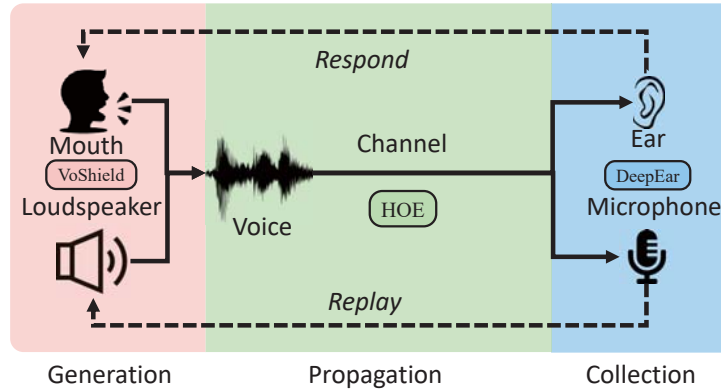 Respond
Mouth
Channel
Ear
VoShield
DeepEar
Loudspeaker
Voice
HOE
Microphone
Replay
Generation
Propagation
Collection